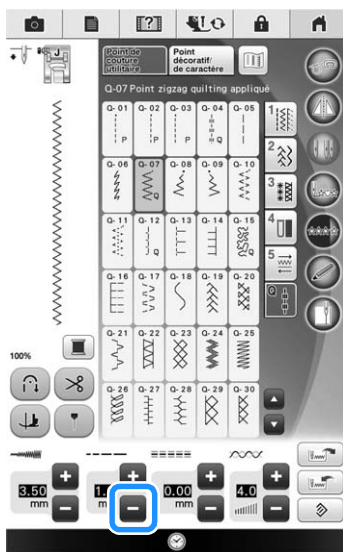 J
Point de
couture
utilitaire
Point
décoratif/
de caractère
Q-07 Point zigzag quilting appliqué
Q-01 Q-02 Q-03 Q-04 Q-05
P P Q P
1
Q-06 Q-07 Q-08 Q-09 Q-10
Q Q
2
3
Q-11 Q-12 Q-13 Q-14 Q-15
Q Q
4
Q-16 Q-17 Q-18 Q-19 Q-20
5
Q
Q-21 Q-22 Q-23 Q-24 Q-25
100%
Q-26 Q-27 Q-28 Q-29 Q-30
3.50 0.00 4.0
mm mm